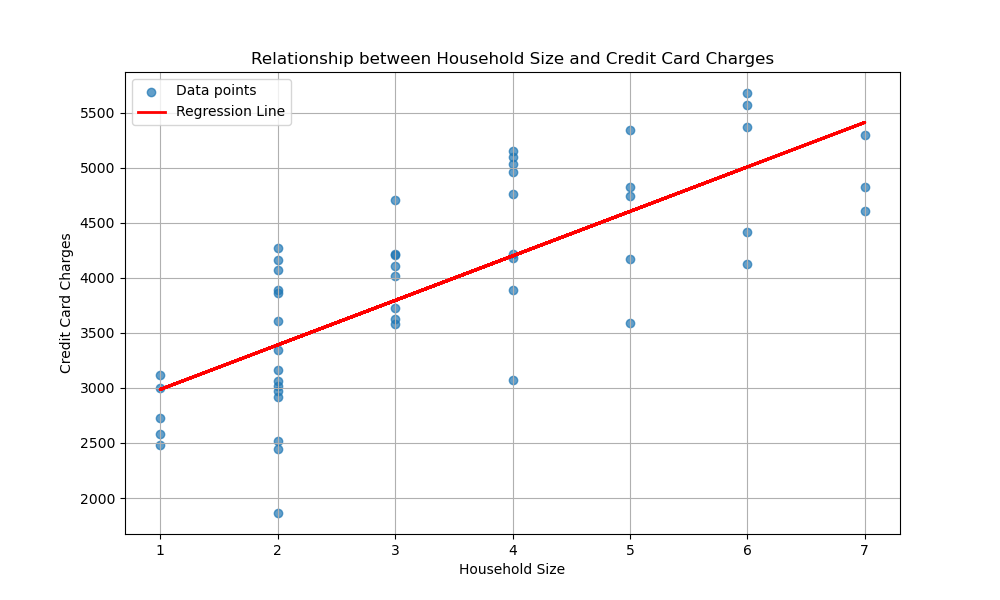 Relationship between Household Size and Credit Card Charges
Data points
Regression Line
Credit Card Charges
5500
5000
4500
4000
3500
3000
2500
2000
1 2 3 4 5 6 7
Household Size